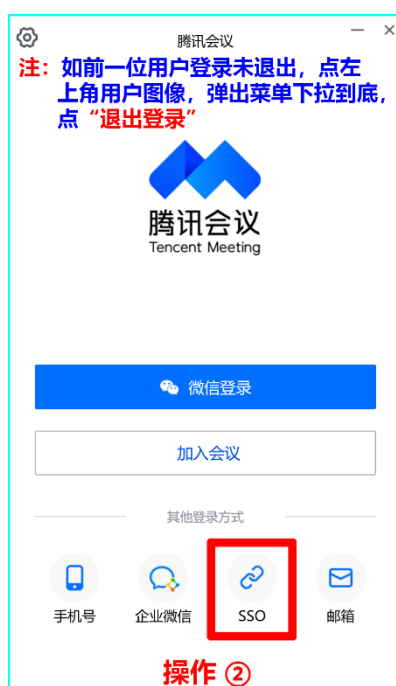 腾讯会议
注：如前一位用户登录未退出，点左
上角用户图像，弹出菜单下拉到底，
点“退出登录”
腾讯会议
Tencent Meeting
微信登录
加入会议
其他登录方式
手机号 企业微信 SSO 邮箱
操作 ②